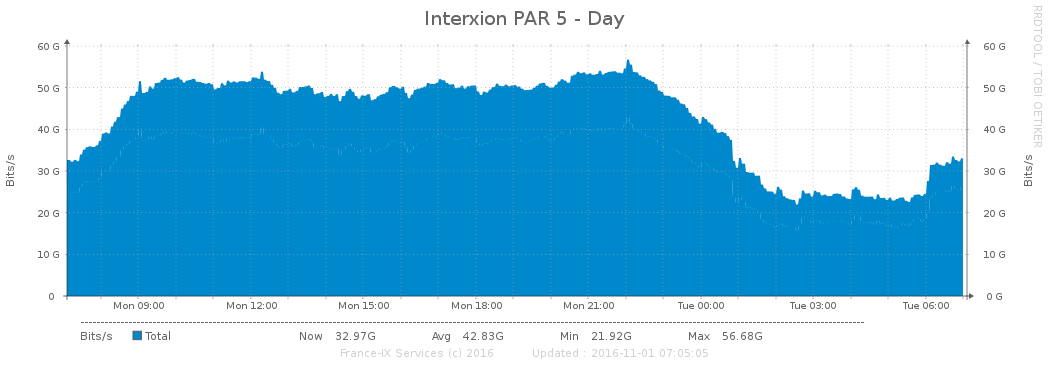 Interxion PAR 5 - Day
RRDTOOL / TOBI OETIKER
Bits/s
60 G
50 G
40 G
30 G
20 G
10 G
0
60 G
50 G
40 G
30 G
20 G
10 G
0 G
Bits/s
Mon 09:00 Mon 12:00 Mon 15:00 Mon 18:00 Mon 21:00 Tue 00:00 Tue 03:00 Tue 06:00
Bits/s Total Now 32.97G Avg 42.83G Min 21.92G Max 56.68G
France-IX Services (c) 2016 Updated : 2016-11-01 07:05:05